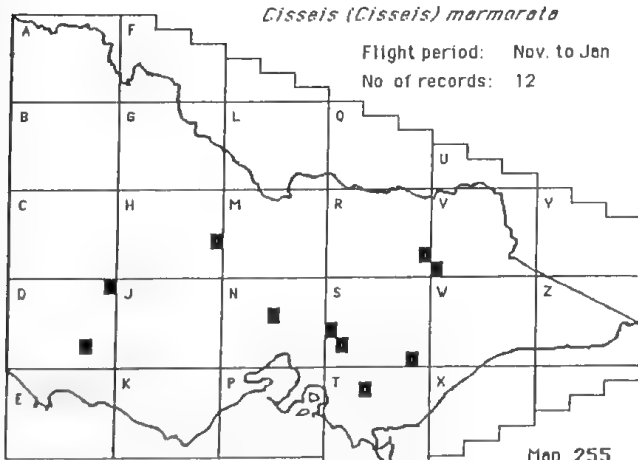 Cisseis (Cisseis) marmorata
Flight period: Nov. to Jan
No of records: 12
A F
B G L Q
U
C H M R V Y
D J N S W Z
E K P T X
Map 255